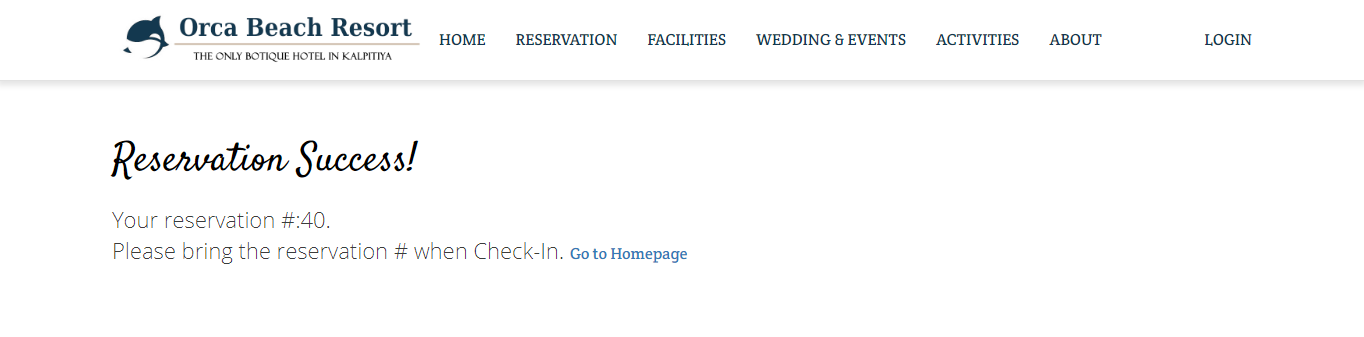 Orca Beach Resort
THE ONLY BOTIQUE HOTEL IN KALPITIYA
HOME RESERVATION FACILITIES WEDDING & EVENTS ACTIVITIES ABOUT LOGIN
Reservation Success!
Your reservation #:40.
Please bring the reservation # when Check-In. Go to Homepage